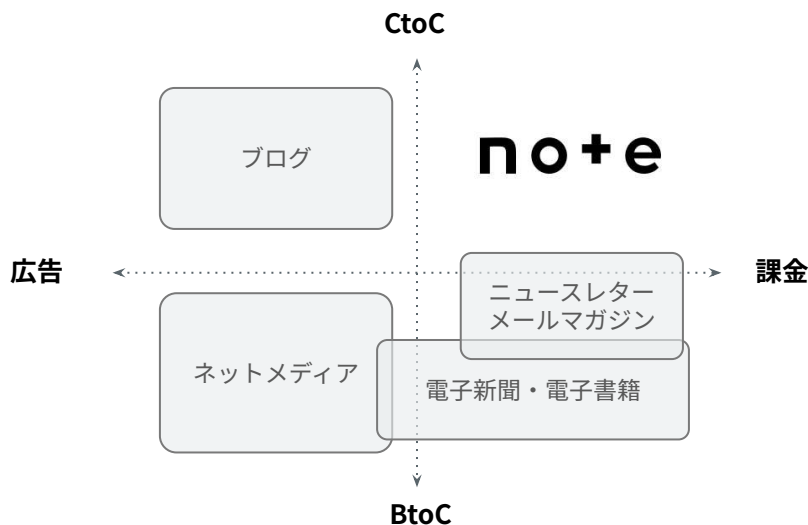 CtoC
ブログ
note
広告
課金
ニュースレター
メールマガジン
ネットメディア
電子新聞・電子書籍
BtoC